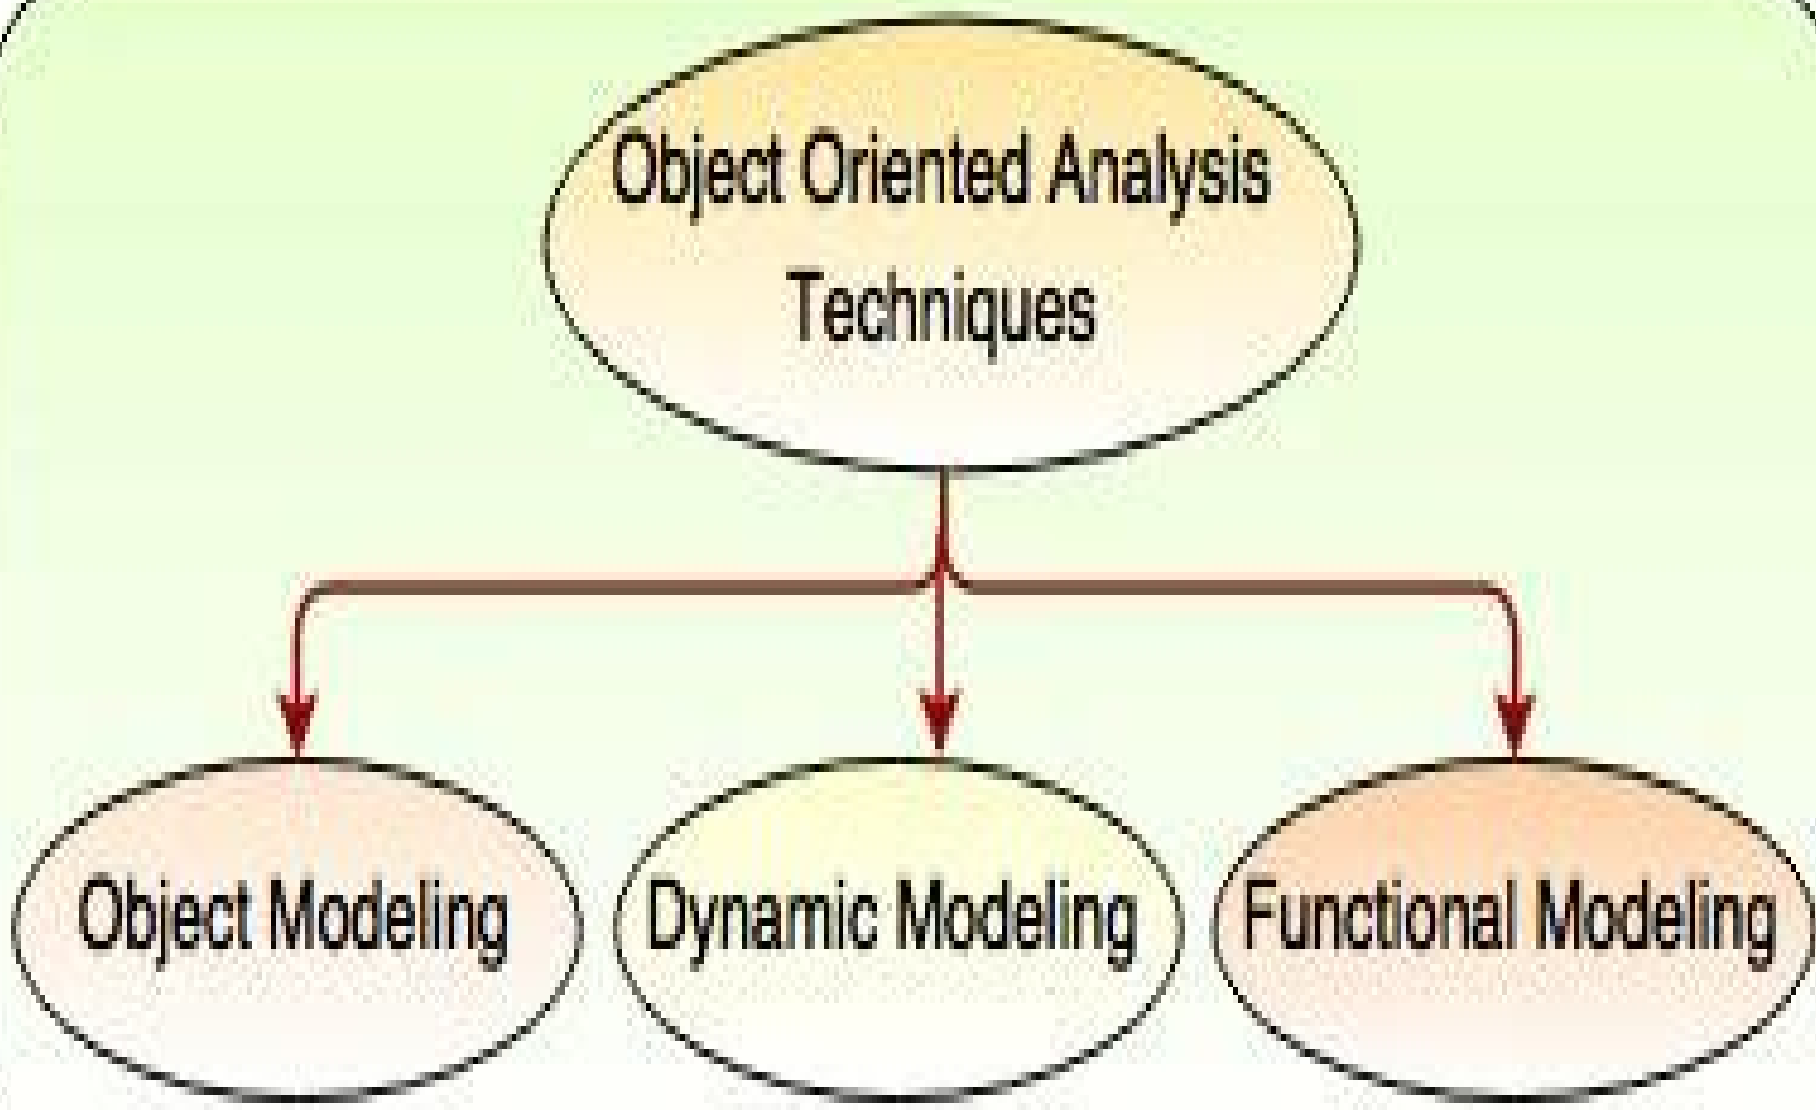 Object Oriented Analysis
Techniques
Object Modeling
Dynamic Modeling
Functional Modeling